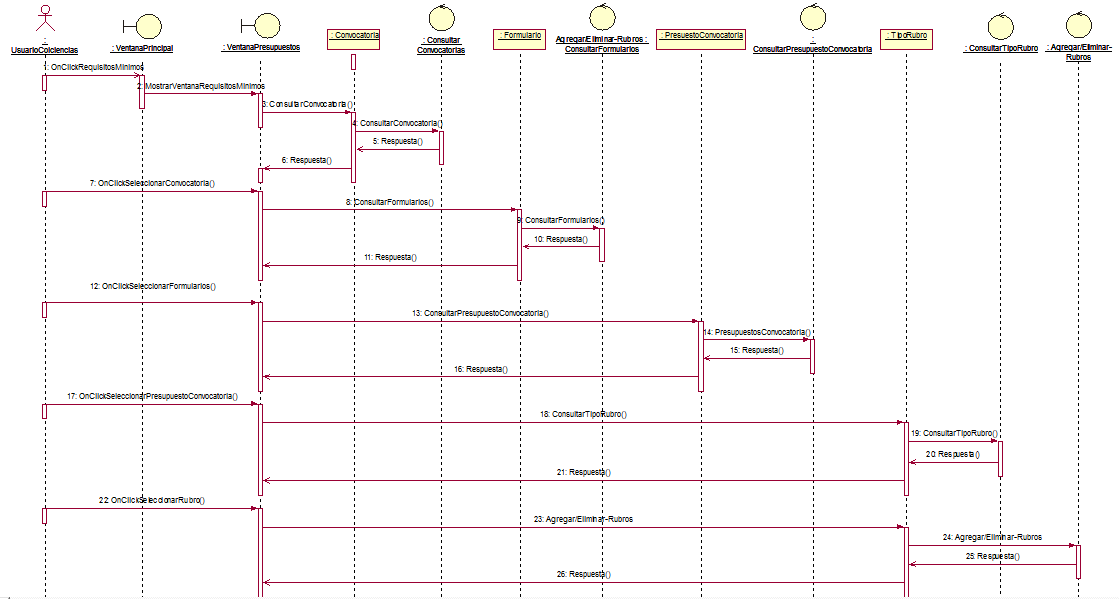 :
UsuarioColciencias
: VentanaPrincipal
: VentanaPresupuestos
: Convocatoria
: Consultar
Convocatorias
: Formulario
Agregar/Eliminar-Rubros :
ConsultarFormularios
: PresuestoConvocatoria
:
ConsultarPresupuestoConvocatoria
: TipoRubro
: ConsultarTipoRubro
: Agregar/Eliminar-
Rubros
1: OnClickRequisitosMinimos
2: MostrarVentanaRequisitosMinimos
3: ConsultarConvocatoria()
4: ConsultarConvocatoria()
5: Respuesta()
6: Respuesta()
7: OnClickSeleccionarConvocatoria()
8: ConsultarFormularios()
9: ConsultarFormularios()
10: Respuesta()
11: Respuesta()
12: OnClickSeleccionarFormularios()
13: ConsultarPresupuestoConvocatoria()
14: PresupuestosConvocatoria()
15: Respuesta()
16: Respuesta()
17: OnClickSeleccionarPresupuestoConvocatoria()
18: ConsultarTipoRubro()
19: ConsultarTipoRubro()
20: Respuesta()
21: Respuesta()
22: OnClickSeleccionarRubro()
23: Agregar/Eliminar-Rubros
24: Agregar/Eliminar-Rubros
25: Respuesta()
26: Respuesta()